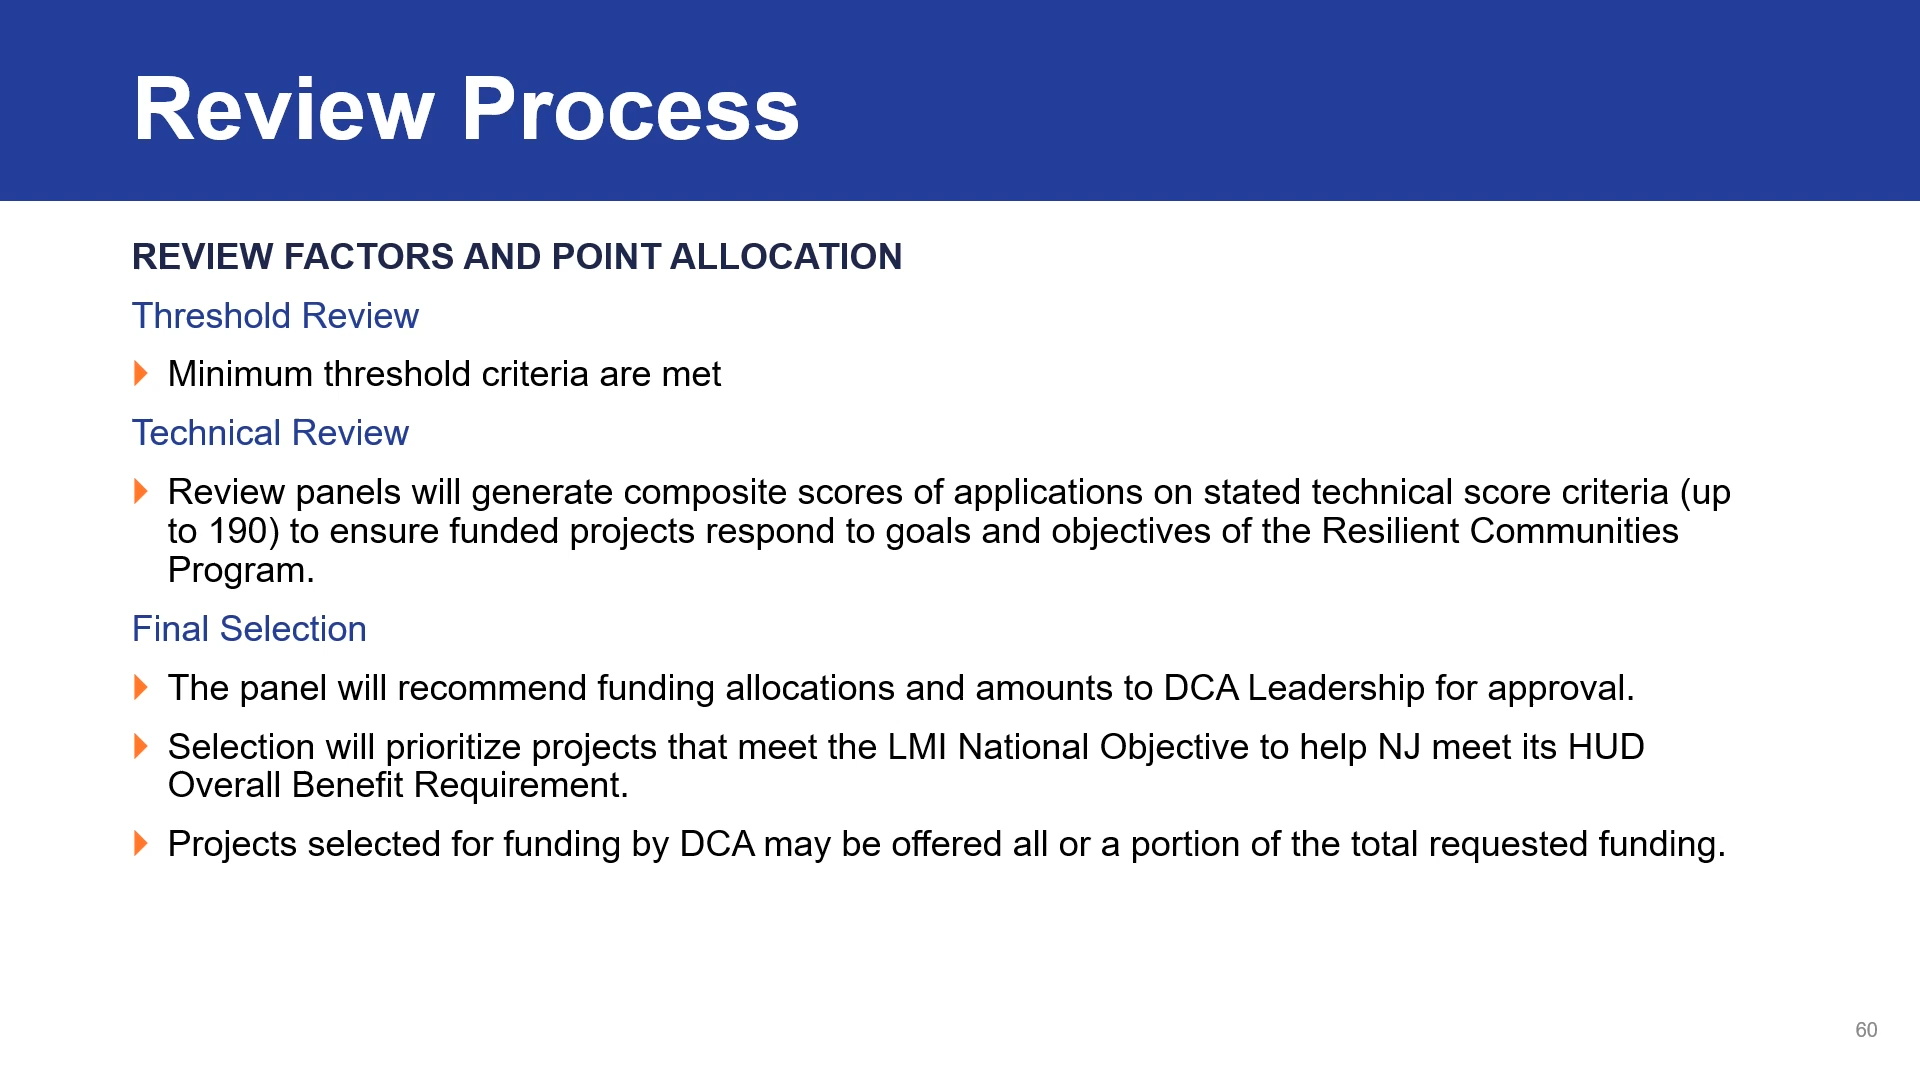 Review Process
REVIEW FACTORS AND POINT ALLOCATION
Threshold Review
Minimum threshold criteria are met
Technical Review
Review panels will generate composite scores of applications on stated technical score criteria (up
to 190) to ensure funded projects respond to goals and objectives of the Resilient Communities
Program.
Final Selection
The panel will recommend funding allocations and amounts to DCA Leadership for approval.
Selection will prioritize projects that meet the LMI National Objective to help NJ meet its HUD
Overall Benefit Requirement.
Projects selected for funding by DCA may be offered all or a portion of the total requested funding.
60